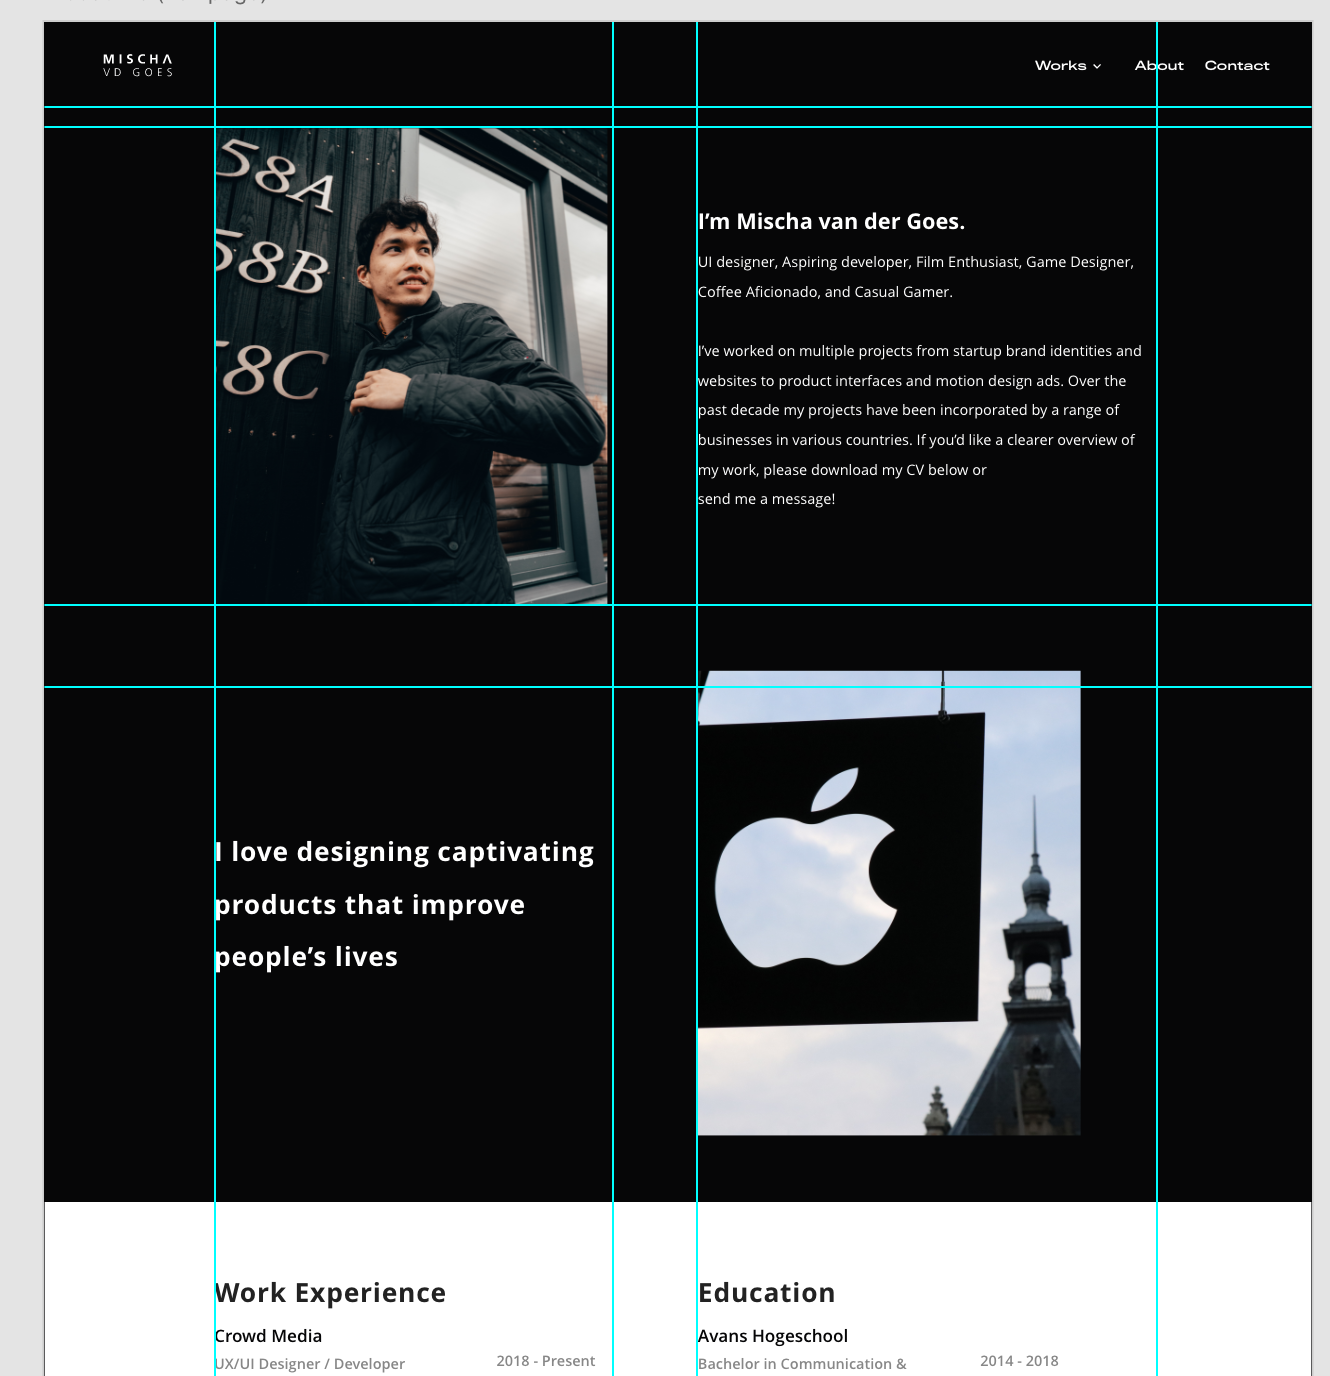 MISCHA
VD GOES
Works
About
Contact
58A
58B
58C
I’m Mischa van der Goes.
UI designer, Aspiring developer, Film Enthusiast, Game Designer,
Coffee Aficionado, and Casual Gamer.
I’ve worked on multiple projects from startup brand identities and
websites to product interfaces and motion design ads. Over the
past decade my projects have been incorporated by a range of
businesses in various countries. If you’d like a clearer overview of
my work, please download my CV below or
send me a message!
I love designing captivating
products that improve
people’s lives
Work Experience
Crowd Media
UX/UI Designer / Developer
2018 - Present
Education
Avans Hogeschool
Bachelor in Communication &
2014 - 2018